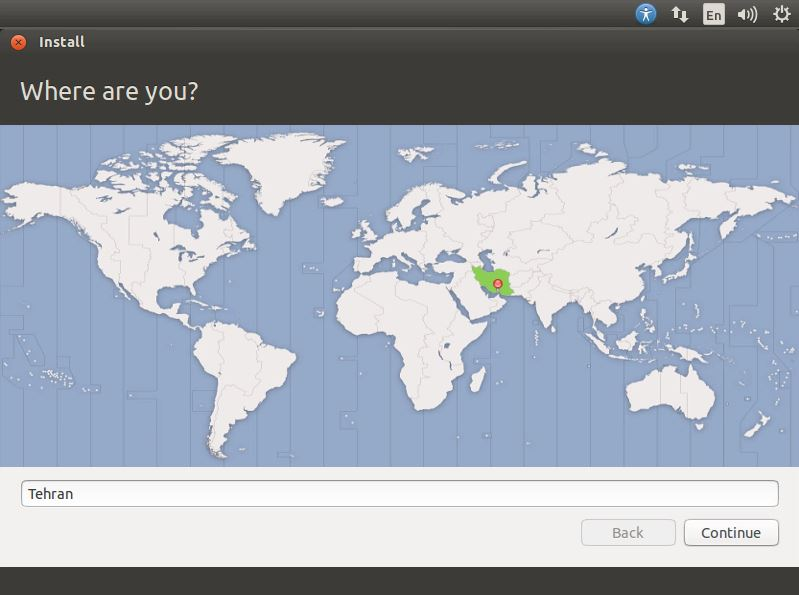 En
Install
Where are you?
Tehran
Back
Continue